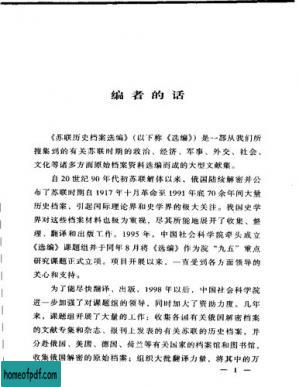 编者的话
《苏联历史档案选编》(以下称《选编》)是一部从我们所
搜集到的有关苏联时期的政治、经济、军事、外交、社会、
文化等诸多方面原始档案资料选编而成的大型文献集。
自20世纪90年代初苏联解体以来，俄国陆续解密并公
布了苏联时期自1917年十月革命至1991年底70余年间大量
历史档案，引起国际理论界和史学界的极大关注。我国史学
界对这些档案材料也极为重视，尽其所能地展开了收集、整
理、翻译和出版工作。1995年，中国社会科学院牵头成立
《选编》课题组并于同年8月将《选编》作为院“九五”重点
研究课题正式立项。项目开展以来，一直受到各方面领导的
关心和支持。
为了能尽快翻译、出版，1998年以后，中国社会科学院
进一步加强了对课题组的领导，同时加大了资助力度。几年
来，课题组开展了大量的工作：收集各国有关俄国解密档案
的文献专集和杂志、报刊上发表的有关苏联的历史档案，并
分赴俄国、美国、德国、荷兰等有关国家的档案馆和图书馆，
收集俄国解密的原始档案；组织大批翻译力量，将其中的万
— 1 —
homeofpdf.com
homeofpdf.com